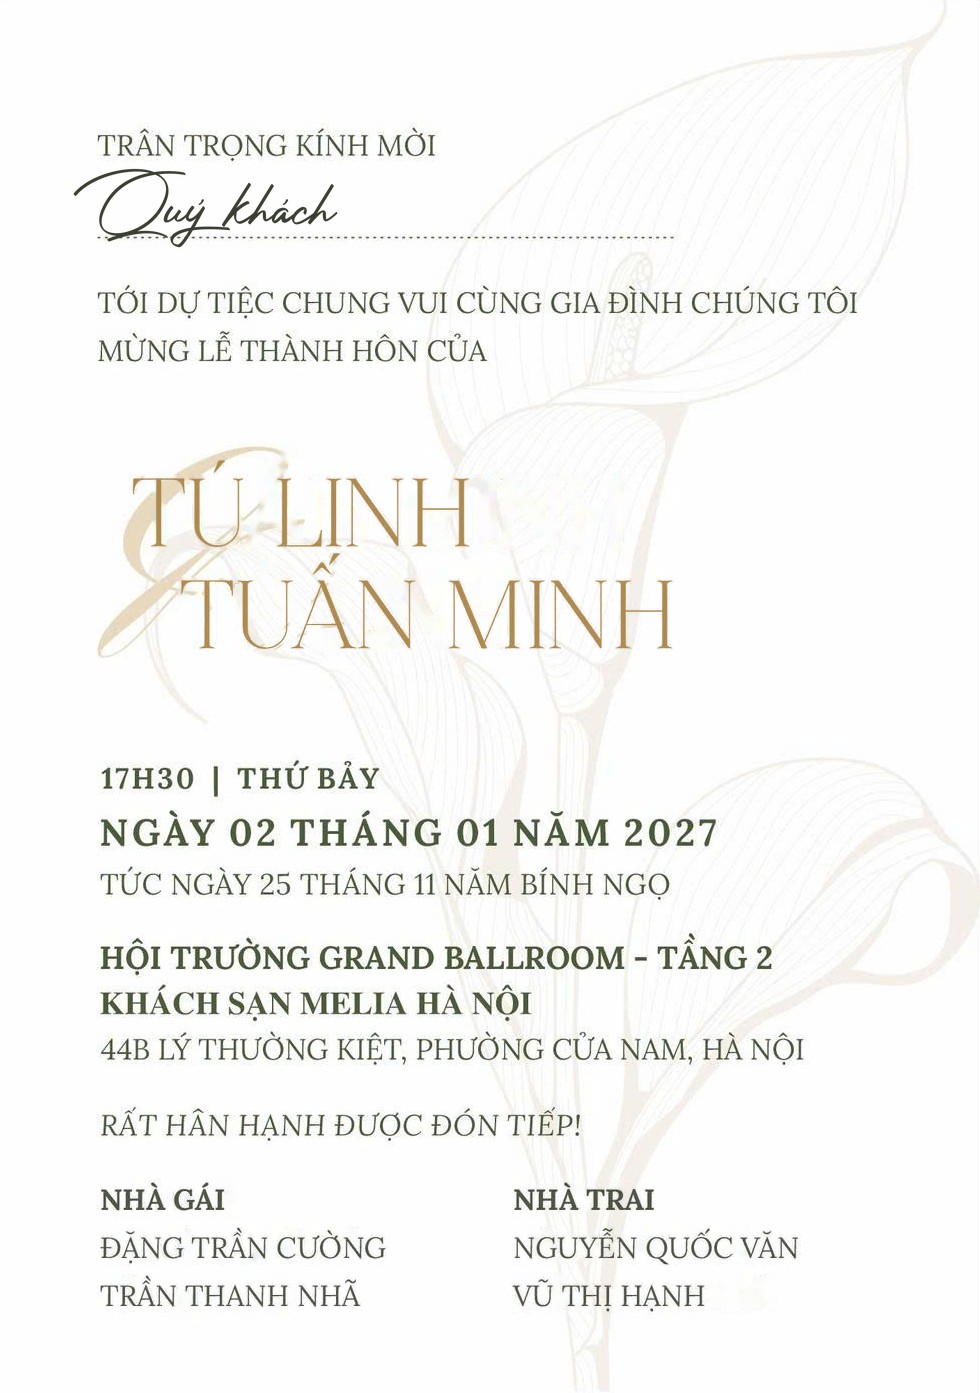 TRÂN TRỌNG KÍNH MỜI
Quý khách
TỚI DỰ TIỆC CHUNG VUI CÙNG GIA ĐÌNH CHÚNG TÔI
MỪNG LỄ THÀNH HÔN CỦA
TÚ LỊNH
&
TUẤN MINH
17H30 | THỨ BẢY
NGÀY 02 THÁNG 01 NĂM 2027
TỨC NGÀY 25 THÁNG 11 NĂM BÍNH NGỌ
HỘI TRƯỜNG GRAND BALLROOM - TẦNG 2
KHÁCH SẠN MELIA HÀ NỘI
44B LÝ THƯỜNG KIỆT, PHƯỜNG CỬA NAM, HÀ NỘI
RẤT HÂN HẠNH ĐƯỢC ĐÓN TIẾP!
NHÀ GÁI
ĐẶNG TRẦN CƯỜNG
TRẦN THANH NHÃ
NHÀ TRAI
NGUYỄN QUỐC VĂN
VŨ THỊ HẠNH